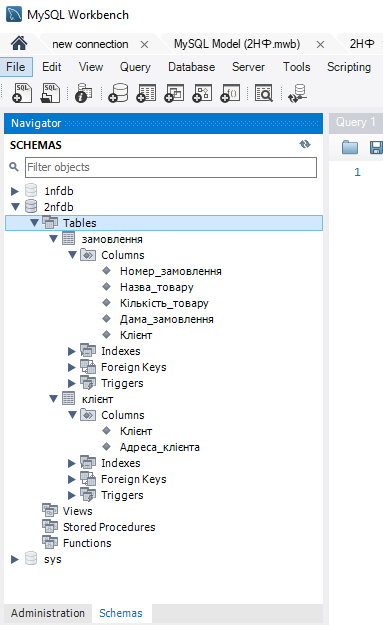 MySQL Workbench
new connection × MySQL Model (2НФ.mwb) × 2НФ
File Edit View Query Database Server Tools Scripting
Navigator Query 1
SCHEMAS
Filter objects
1
1nfdb
2nfdb
Tables
замовлення
Columns
Номер_замовлення
Назва_товару
Кількість_товару
Дама_замовлення
Клієнт
Indexes
Foreign Keys
Triggers
клієнт
Columns
Клієнт
Адреса_клієнта
Indexes
Foreign Keys
Triggers
Views
Stored Procedures
Functions
sys
Administration Schemas